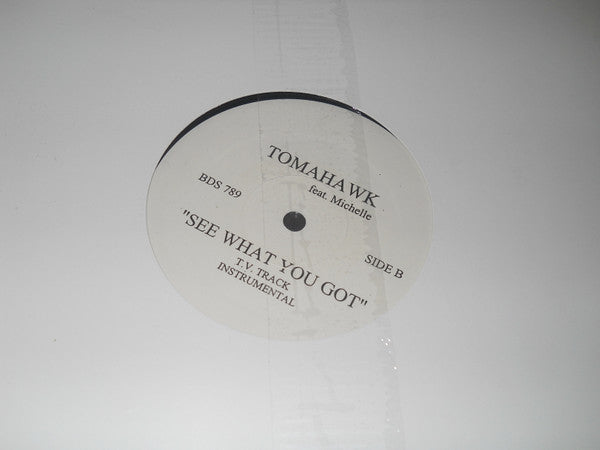 TOMAHAWK
feat. Michelle
BDS 789
SIDE B
"SEE WHAT YOU GOT"
T.V. TRACK
INSTRUMENTAL